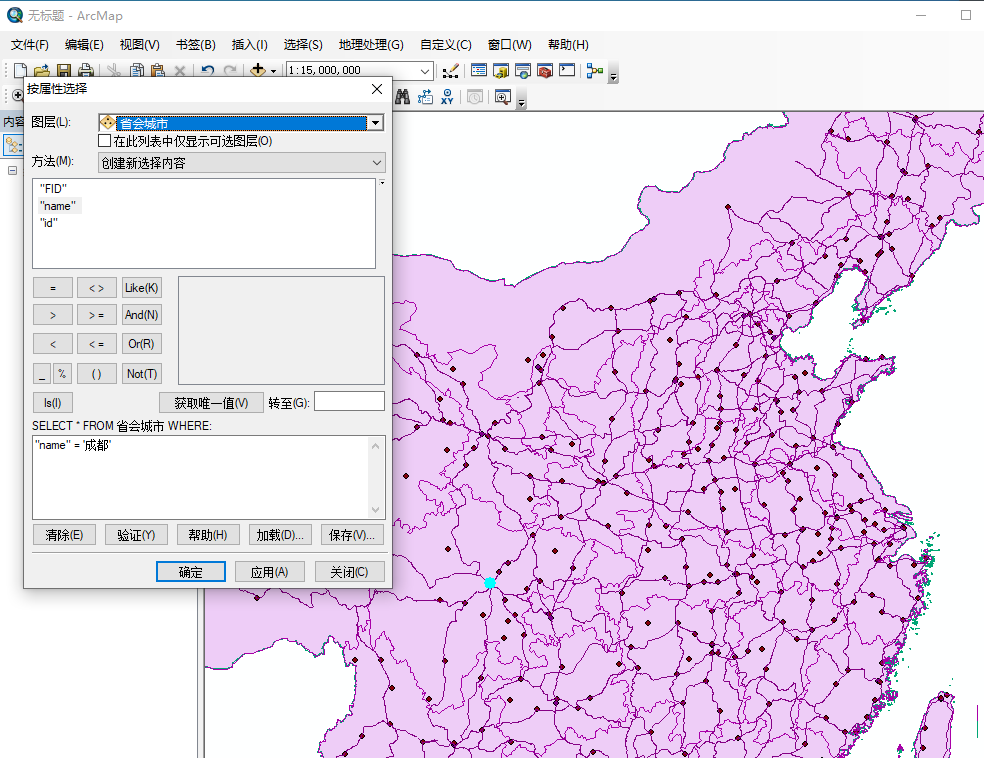 无标题 - ArcMap
文件(F) 编辑(E) 视图(V) 书签(B) 插入(I) 选择(S) 地理处理(G) 自定义(C) 窗口(W) 帮助(H)
1:15,000,000
按属性选择
内容
图层(L): 省会城市
在此列表中仅显示可选图层(O)
方法(M): 创建新选择内容
"FID"
"name"
"id"
= < > Like(K)
> > = And(N)
< < = Or(R)
_ % ( ) Not(T)
Is(I) 获取唯一值(V) 转至(G):
SELECT * FROM 省会城市 WHERE:
"name" = '成都'
清除(E) 验证(Y) 帮助(H) 加载(D)... 保存(V)...
确定 应用(A) 关闭(C)